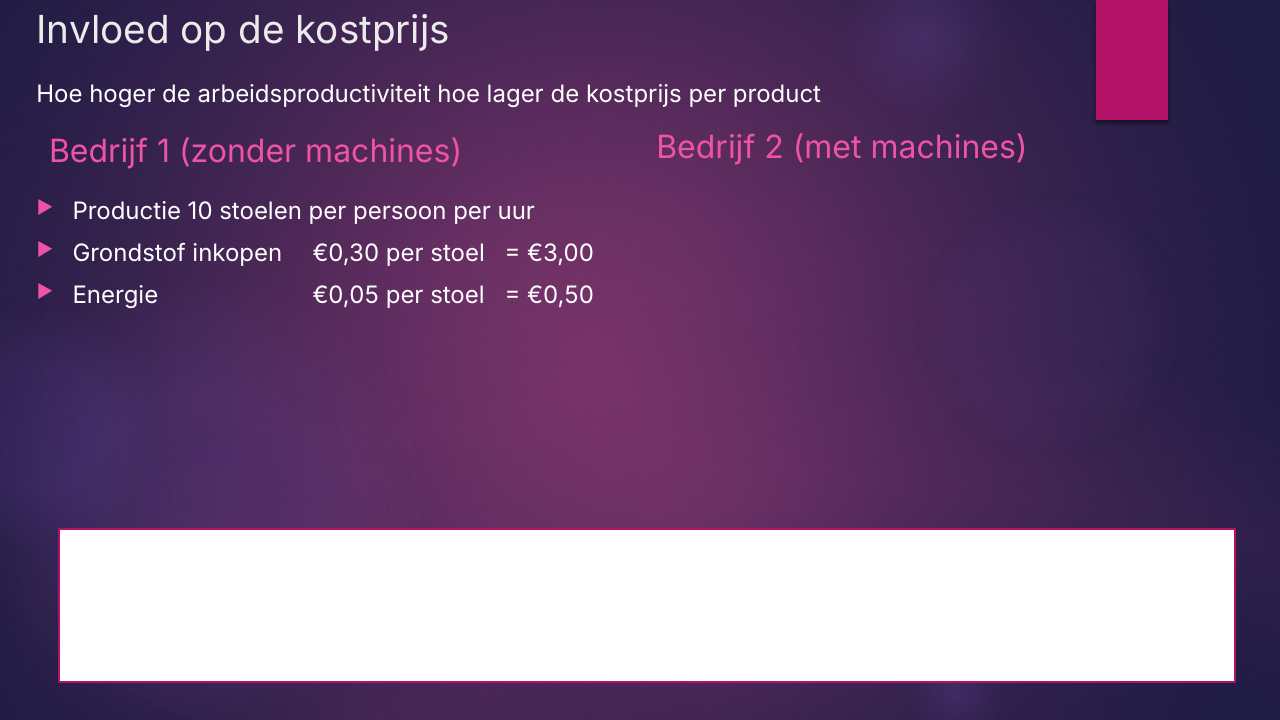 Invloed op de kostprijs
Hoe hoger de arbeidsproductiviteit hoe lager de kostprijs per product
Bedrijf 1 (zonder machines)
Productie 10 stoelen per persoon per uur
Grondstof inkopen €0,30 per stoel = €3,00
Energie €0,05 per stoel = €0,50
Bedrijf 2 (met machines)